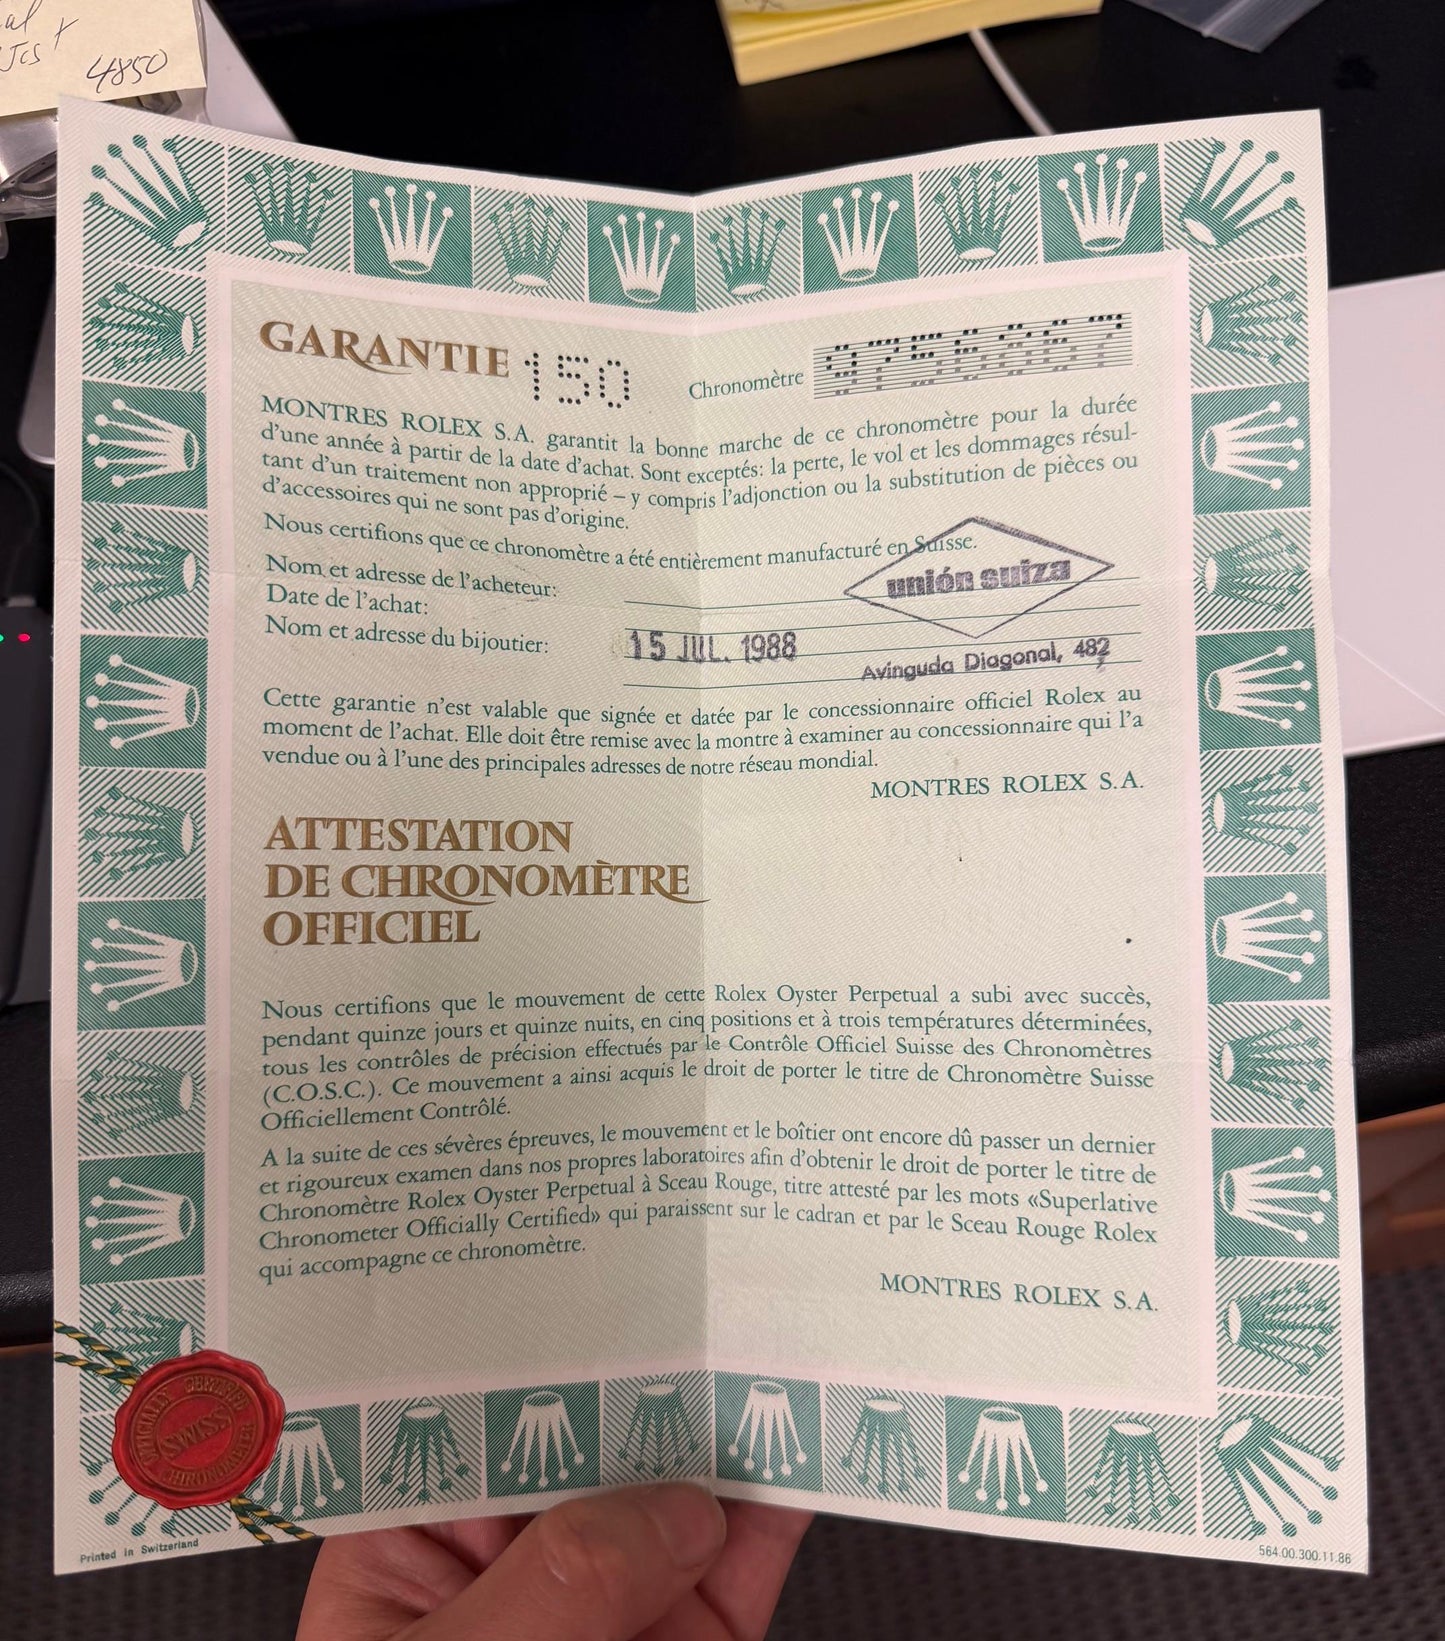 4850
GARANTIE 150
Chronomètre 9756867
MONTRES ROLEX S.A. garantit la bonne marche de ce chronomètre pour la durée
d'une année à partir de la date d'achat. Sont exceptés: la perte, le vol et les dommages résul-
tant d'un traitement non approprié – y compris l'adjonction ou la substitution de pièces ou
d'accessoires qui ne sont pas d'origine.
Nous certifions que ce chronomètre a été entièrement manufacturé en Suisse.
Nom et adresse de l'acheteur:
unión suiza
Date de l'achat:
Nom et adresse du bijoutier:
15 JUL. 1988
Avinguda Diagonal, 482
Cette garantie n'est valable que signée et datée par le concessionnaire officiel Rolex au
moment de l'achat. Elle doit être remise avec la montre à examiner au concessionnaire qui l'a
vendue ou à l'une des principales adresses de notre réseau mondial.
MONTRES ROLEX S.A.
ATTESTATION
DE CHRONOMÈTRE
OFFICIEL
Nous certifions que le mouvement de cette Rolex Oyster Perpetual a subi avec succès,
pendant quinze jours et quinze nuits, en cinq positions et à trois températures déterminées,
tous les contrôles de précision effectués par le Contrôle Officiel Suisse des Chronomètres
(C.O.S.C.). Ce mouvement a ainsi acquis le droit de porter le titre de Chronomètre Suisse
Officiellement Contrôlé.
A la suite de ces sévères épreuves, le mouvement et le boîtier ont encore dû passer un dernier
et rigoureux examen dans nos propres laboratoires afin d'obtenir le droit de porter le titre de
Chronomètre Rolex Oyster Perpetual à Sceau Rouge, titre attesté par les mots «Superlative
Chronometer Officially Certified» qui paraissent sur le cadran et par le Sceau Rouge Rolex
qui accompagne ce chronomètre.
MONTRES ROLEX S.A.
OFFICIALLY CERTIFIED
SWISS
CHRONOMETER
Printed in Switzerland
564.00.300.11.86